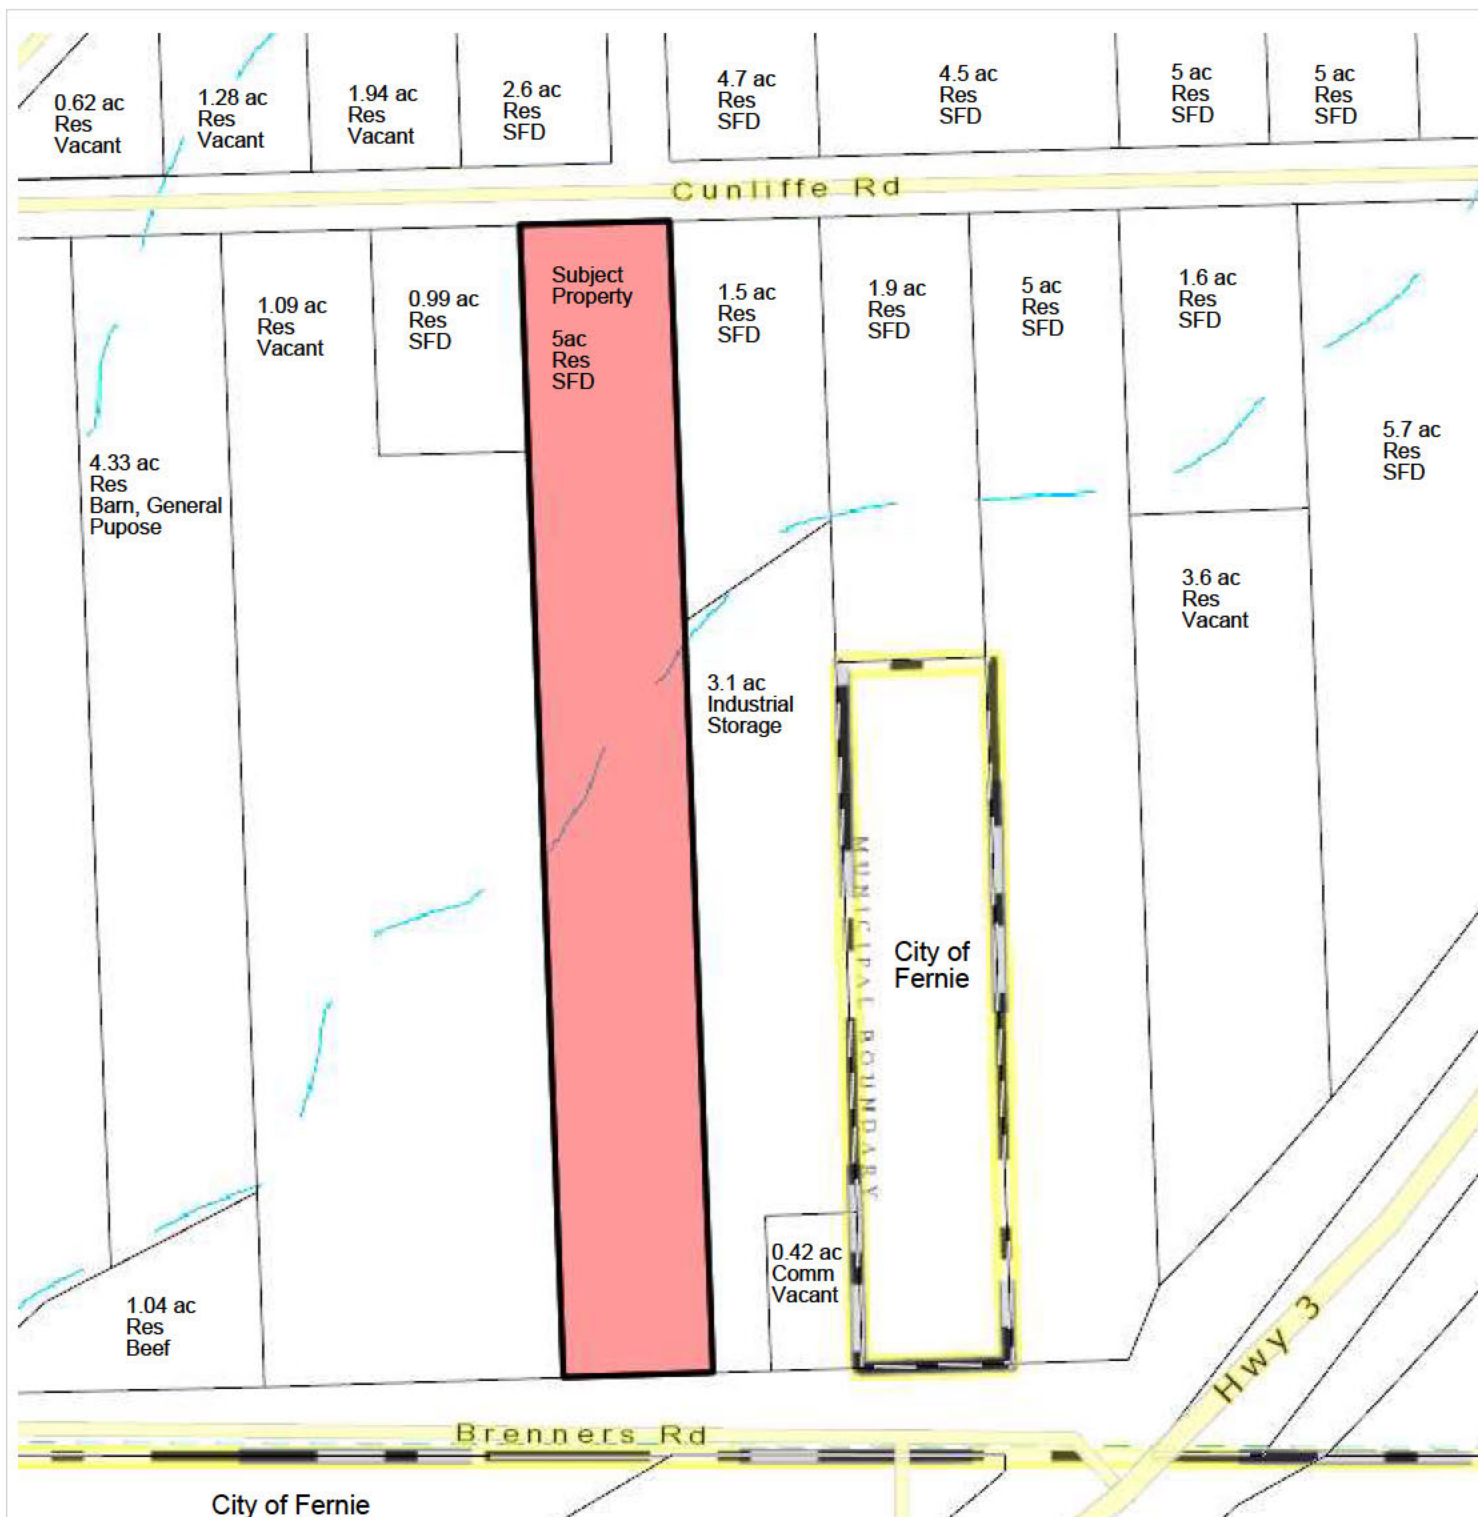 0.62 ac
Res
Vacant
1.28 ac
Res
Vacant
1.94 ac
Res
Vacant
2.6 ac
Res
SFD
4.7 ac
Res
SFD
4.5 ac
Res
SFD
5 ac
Res
SFD
5 ac
Res
SFD
Cunliffe Rd
4.33 ac
Res
Barn, General
Pupose
1.09 ac
Res
Vacant
0.99 ac
Res
SFD
Subject
Property
5ac
Res
SFD
1.5 ac
Res
SFD
1.9 ac
Res
SFD
5 ac
Res
SFD
1.6 ac
Res
SFD
5.7 ac
Res
SFD
3.6 ac
Res
Vacant
3.1 ac
Industrial
Storage
MUNICIPAL BOUNDARY
City of
Fernie
0.42 ac
Comm
Vacant
1.04 ac
Res
Beef
Hwy 3
Brenners Rd
City of Fernie